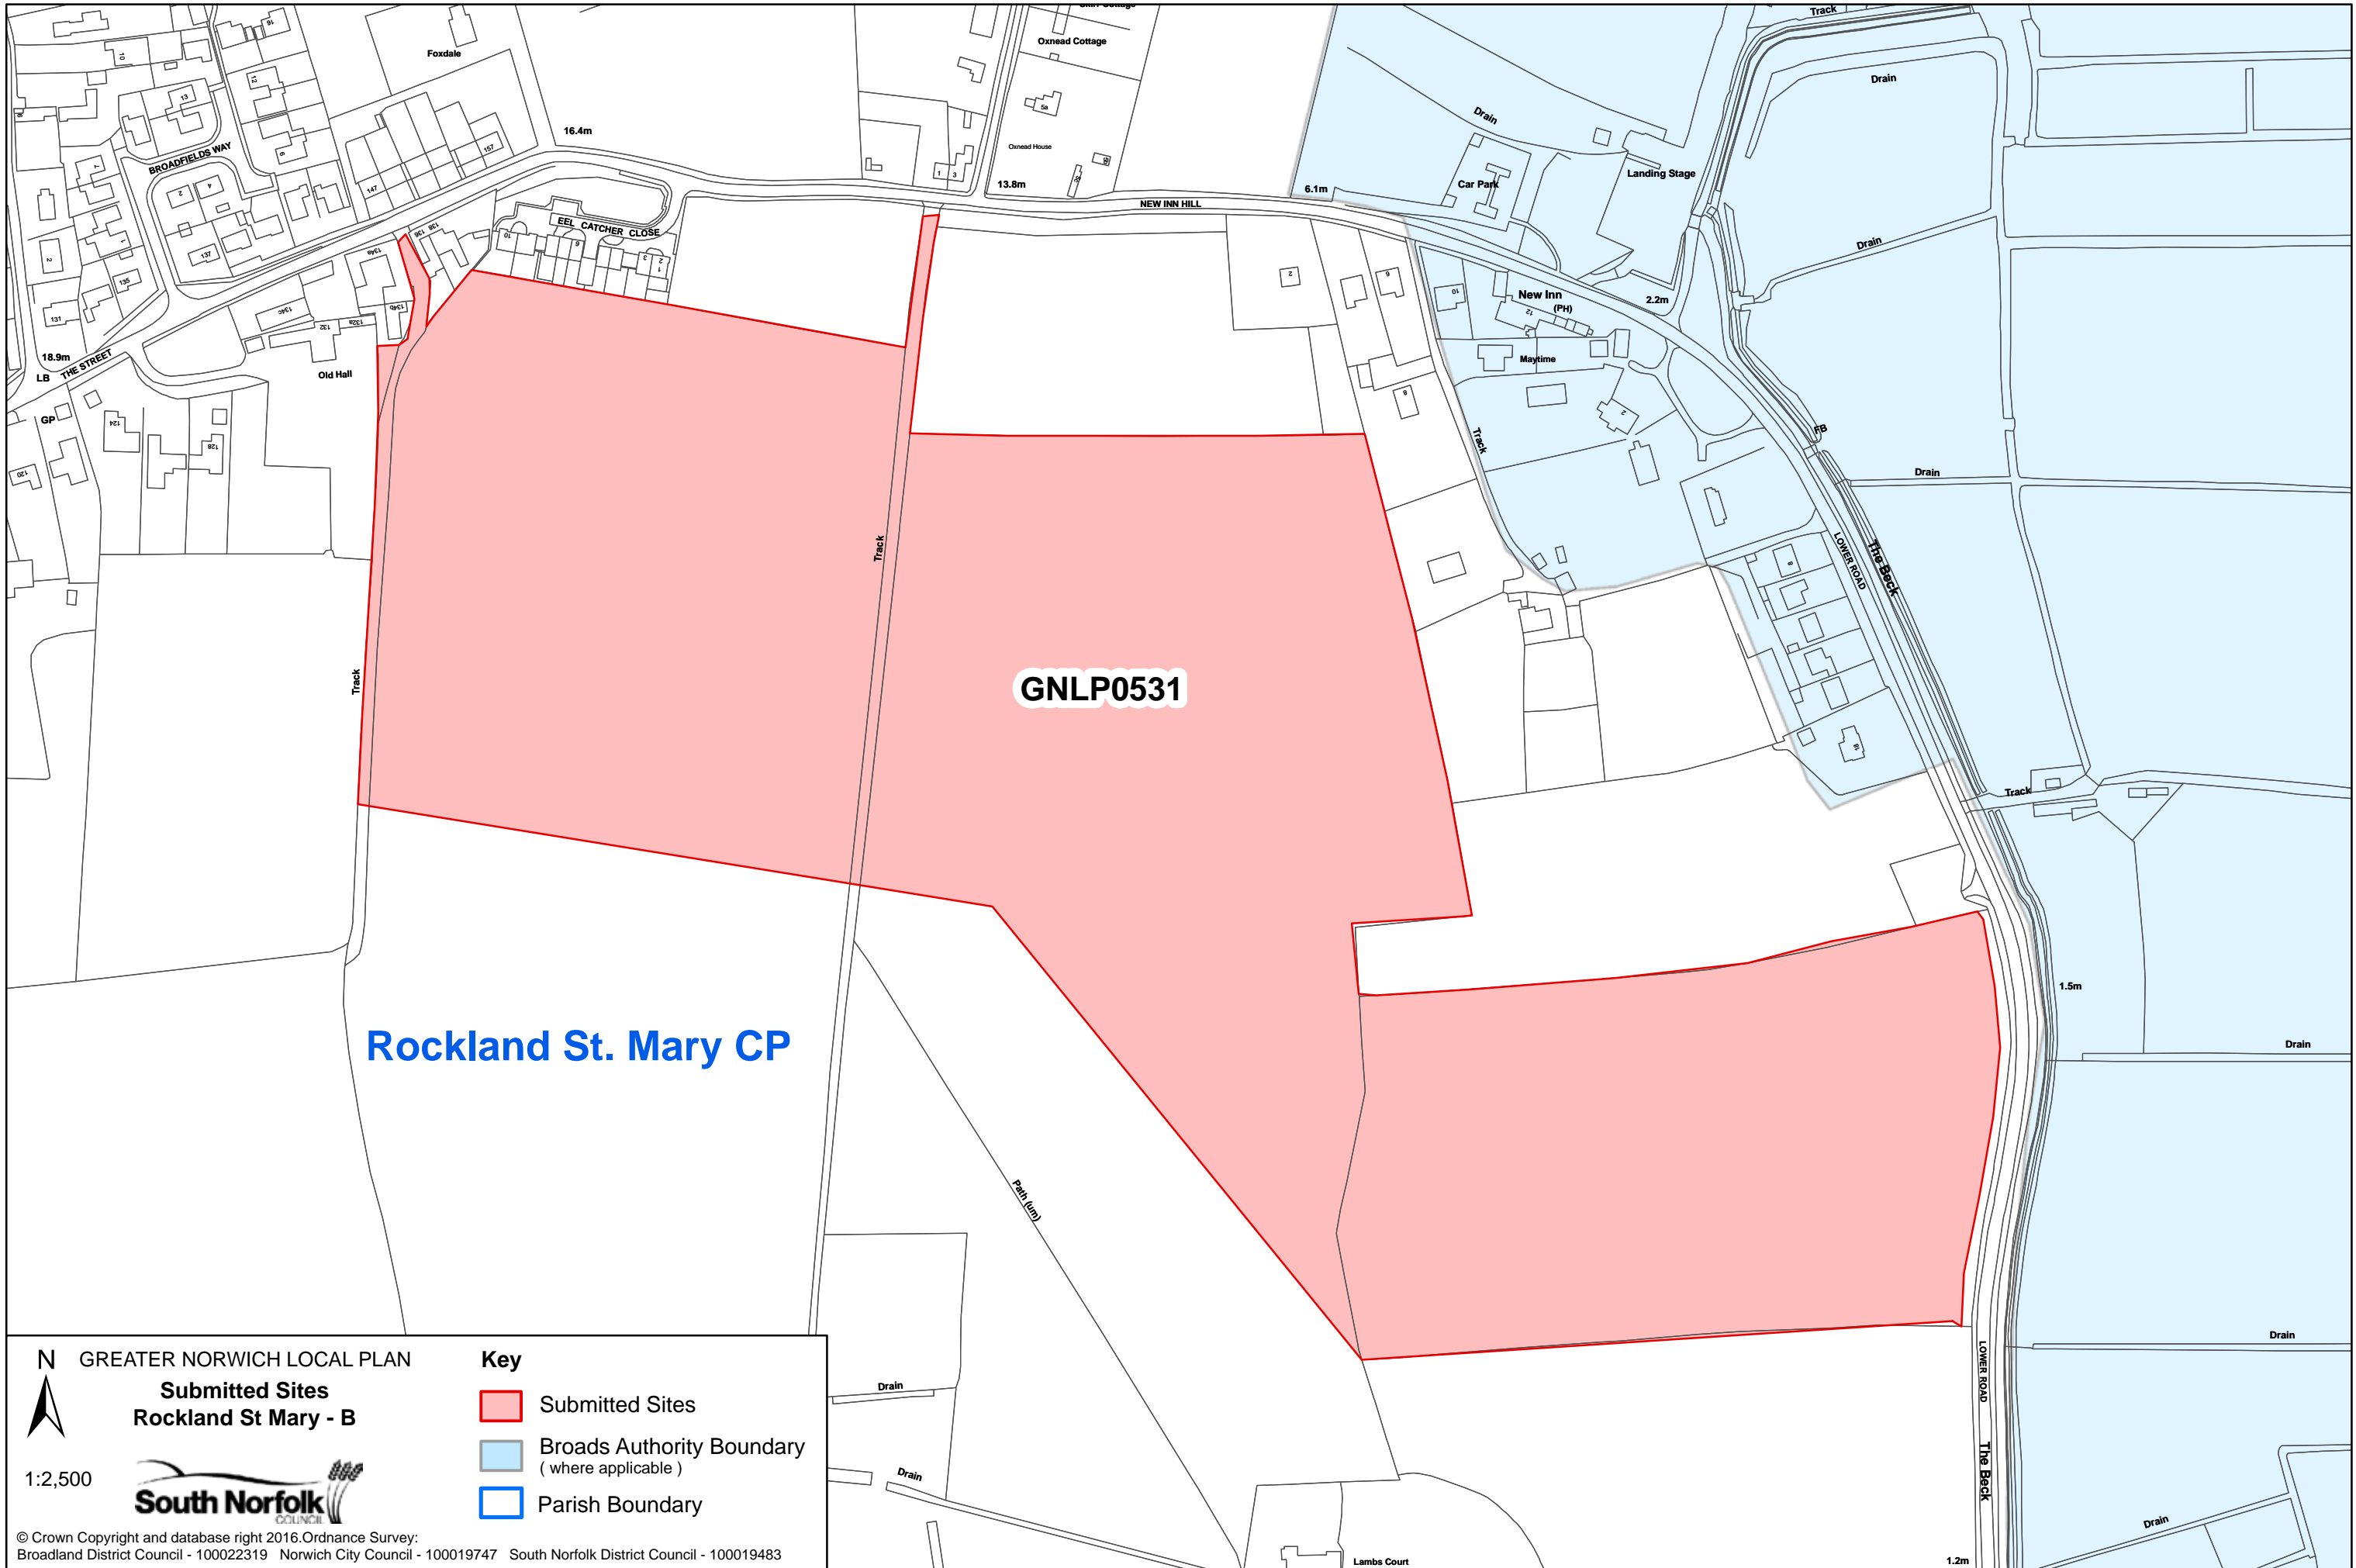 Track
Oxnead Cottage
Foxdale
Drain
5a
Drain
16.4m
BROADFIELDS WAY
Oxnead House
Landing Stage
Car Park
13.8m
6.1m
NEW INN HILL
EEL CATCHER CLOSE
Drain
New Inn
(PH)
2.2m
18.9m
THE STREET
LB
Old Hall
Maytime
GP
FB
Track
Drain
Track
LOWER ROAD
The Beck
Track
GNLP0531
Track
1.5m
Rockland St. Mary CP
Drain
Path (um)
Drain
LOWER ROAD
The Beck
Drain
Drain
Drain
Lambs Court
1.2m
N
GREATER NORWICH LOCAL PLAN
Submitted Sites
Rockland St Mary - B
1:2,500
South Norfolk
COUNCIL
Key
Submitted Sites
Broads Authority Boundary
( where applicable )
Parish Boundary
© Crown Copyright and database right 2016.Ordnance Survey:
Broadland District Council - 100022319 Norwich City Council - 100019747 South Norfolk District Council - 100019483